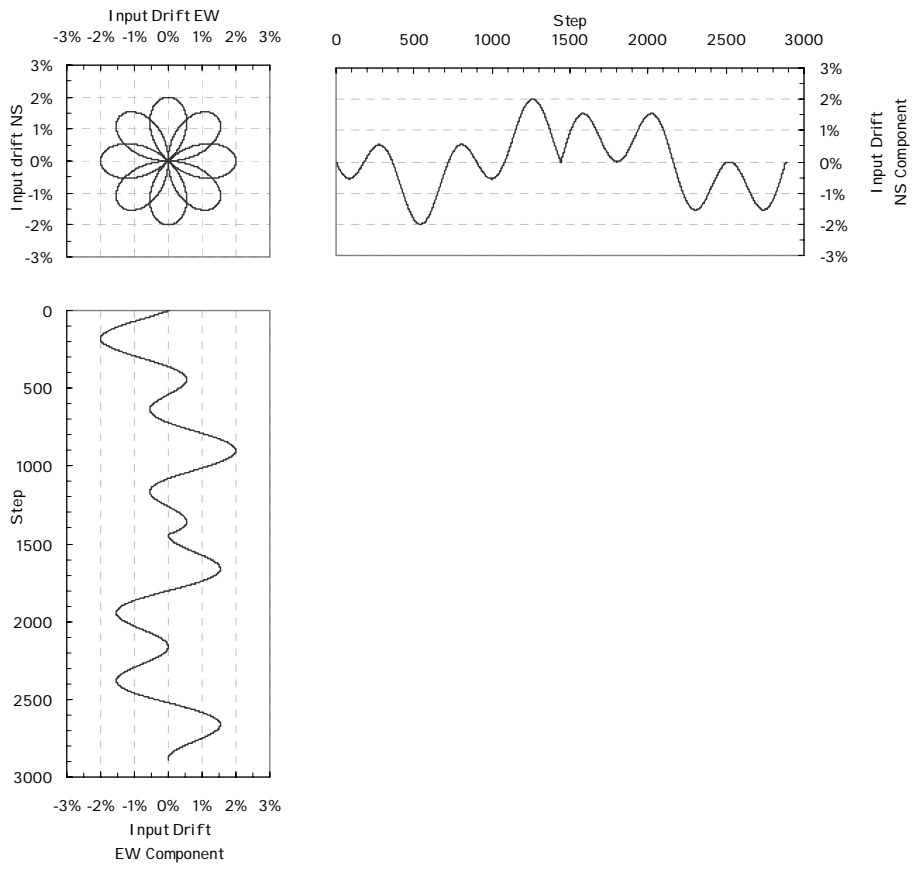 Input Drift EW
-3% -2% -1% 0% 1% 2% 3%
3%
2%
1%
0%
-1%
-2%
-3%
Input drift NS
Step
0 500 1000 1500 2000 2500 3000
3%
2%
1%
0%
-1%
-2%
-3%
Input Drift
NS Component
0
500
1000
1500
2000
2500
3000
Step
-3% -2% -1% 0% 1% 2% 3%
Input Drift
EW Component